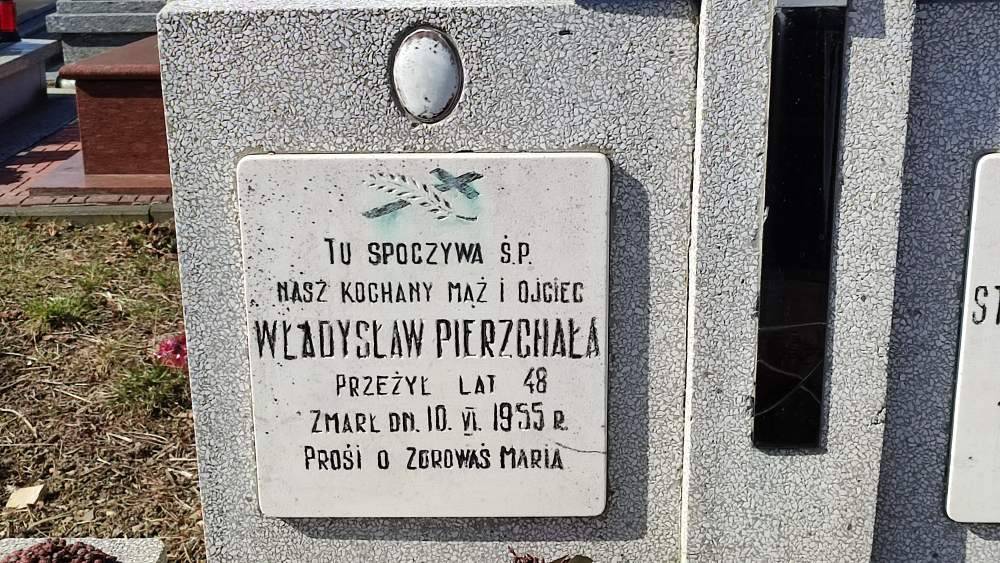 TU SPOCZYWA Ś.P.
NASZ KOCHANY MĄŻ I OJCIEC
WŁADYSŁAW PIERZCHAŁA
PRZEŻYŁ LAT 48
ZMARŁ DN. 10. VI. 1955 R.
PROSI O ZDROWAŚ MARIA
ST